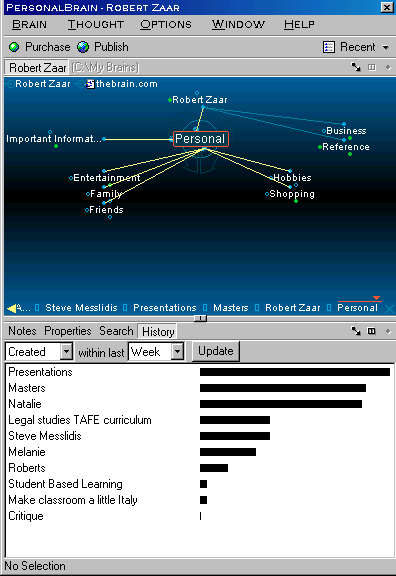 PersonalBrain - Robert Zaar
Brain Thought Options Window Help
Purchase Publish Recent
Robert Zaar [C:\My Brains]
Robert Zaar thebrain.com
Robert Zaar
Business
Important Informat... Personal
Reference
Entertainment Hobbies
Family Shopping
Friends
A... Steve Messlidis Presentations Masters Robert Zaar Personal
Notes Properties Search History
Created within last Week Update
Presentations
Masters
Natalie
Legal studies TAFE curriculum
Steve Messlidis
Melanie
Roberts
Student Based Learning
Make classroom a little Italy
Critique
No Selection